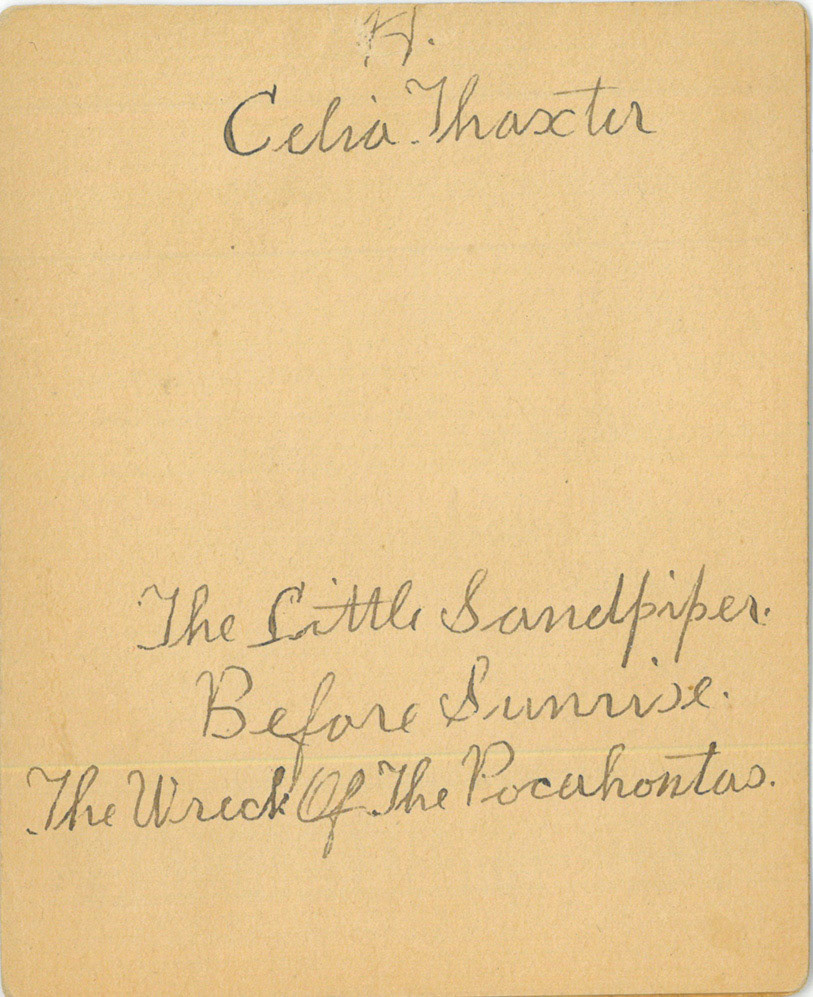 H.
Celia Thaxter
The Little Sandpiper.
Before Sunrise.
The Wreck Of The Pocahontas.